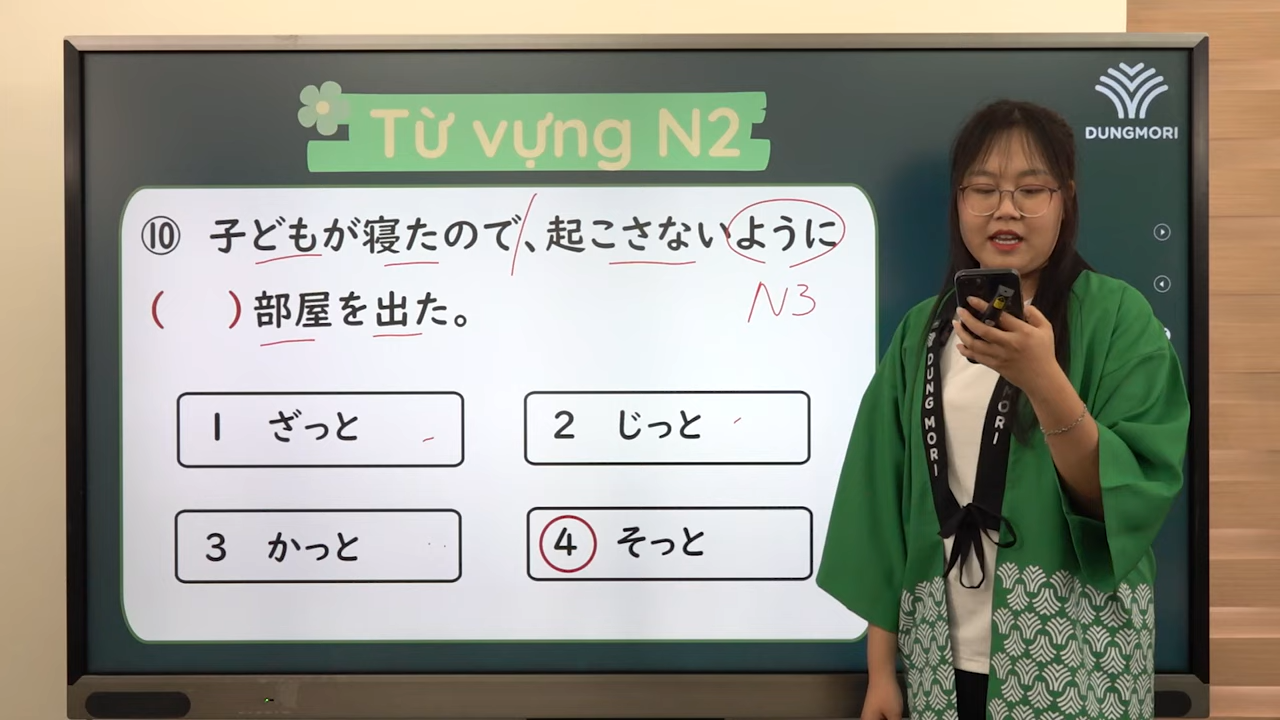 Từ vựng N2
DUNGMORI
⑩ 子どもが寝たので、起こさないように
( )部屋を出た。
N3
1 ざっと
2 じっと
3 かっと
4 そっと
DUNG MORI
MORI